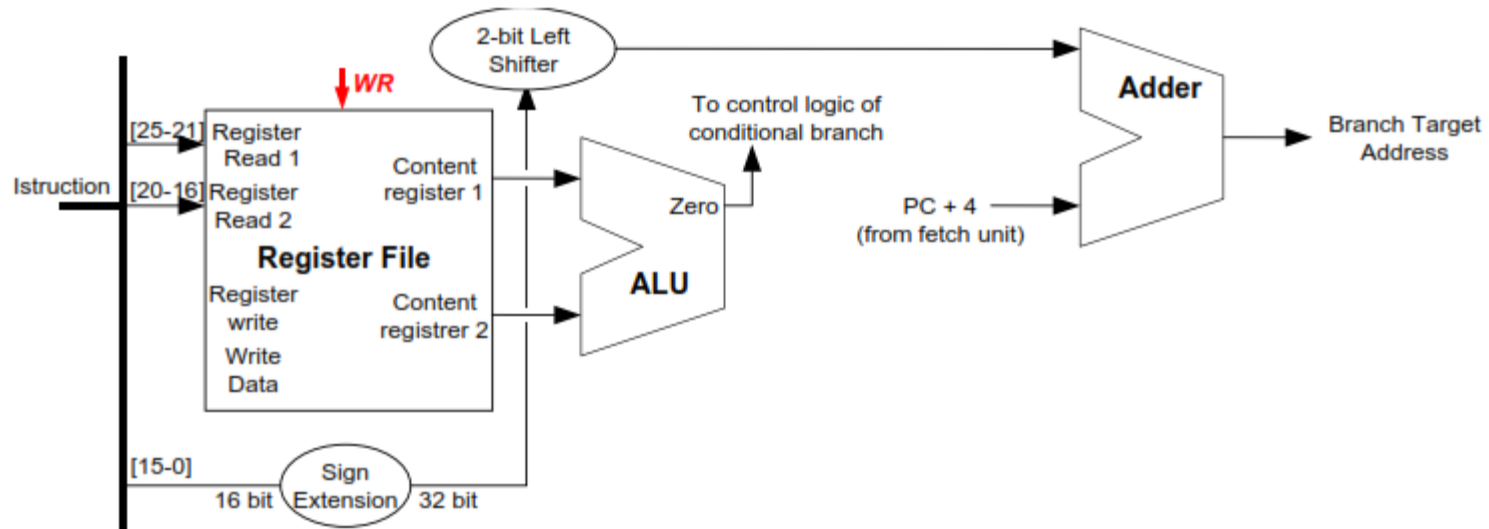 2-bit Left
Shifter
WR
Adder
To control logic of
conditional branch
Branch Target
Address
[25-21]
Register
Read 1
Content
register 1
Istruction
[20-16]
Register
Read 2
Zero
PC + 4
(from fetch unit)
Register File
ALU
Register
write
Content
registrer 2
Write
Data
[15-0]
16 bit
Sign
Extension
32 bit